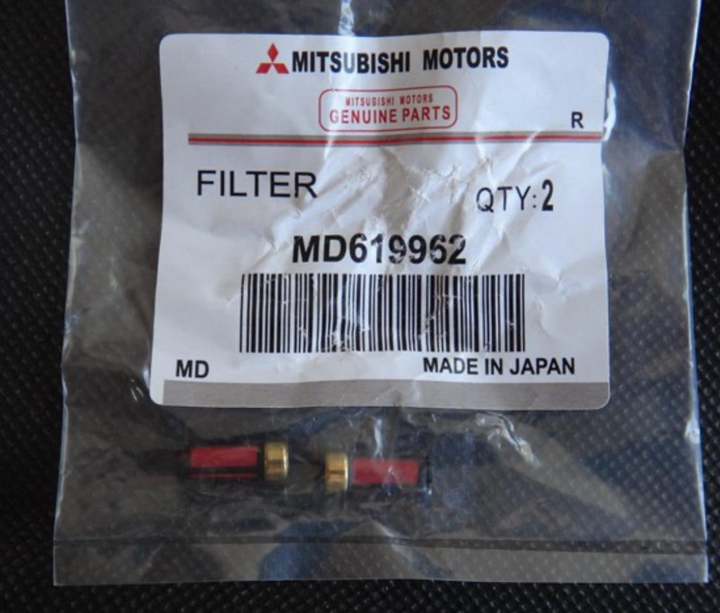 MITSUBISHI MOTORS
MITSUBISHI MOTORS
GENUINE PARTS
R
FILTER
QTY:2
MD619962
MD
MADE IN JAPAN